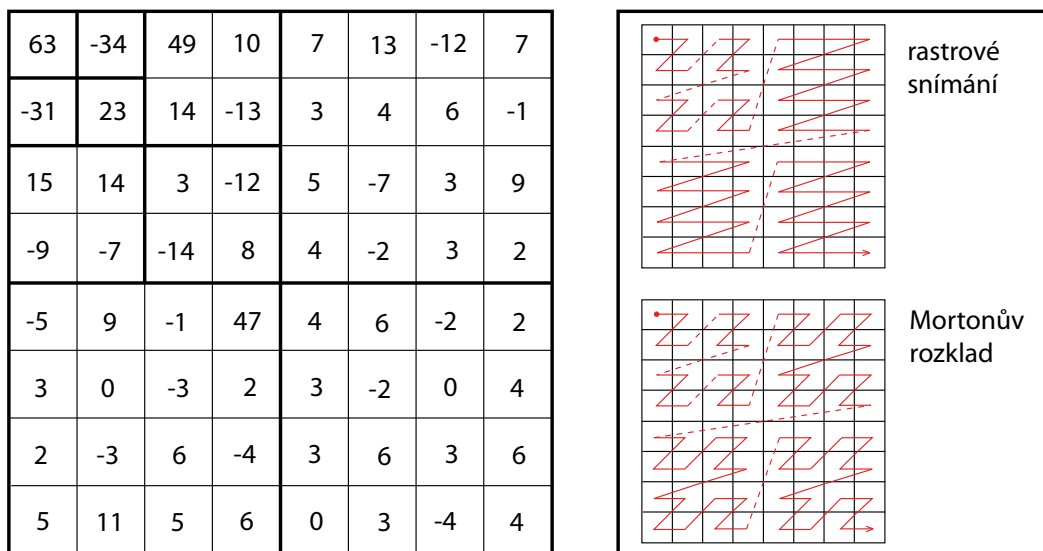 63 -34 49 10 7 13 -12 7
-31 23 14 -13 3 4 6 -1
15 14 3 -12 5 -7 3 9
-9 -7 -14 8 4 -2 3 2
-5 9 -1 47 4 6 -2 2
3 0 -3 2 3 -2 0 4
2 -3 6 -4 3 6 3 6
5 11 5 6 0 3 -4 4
rastrové
snímání
Mortonův
rozklad